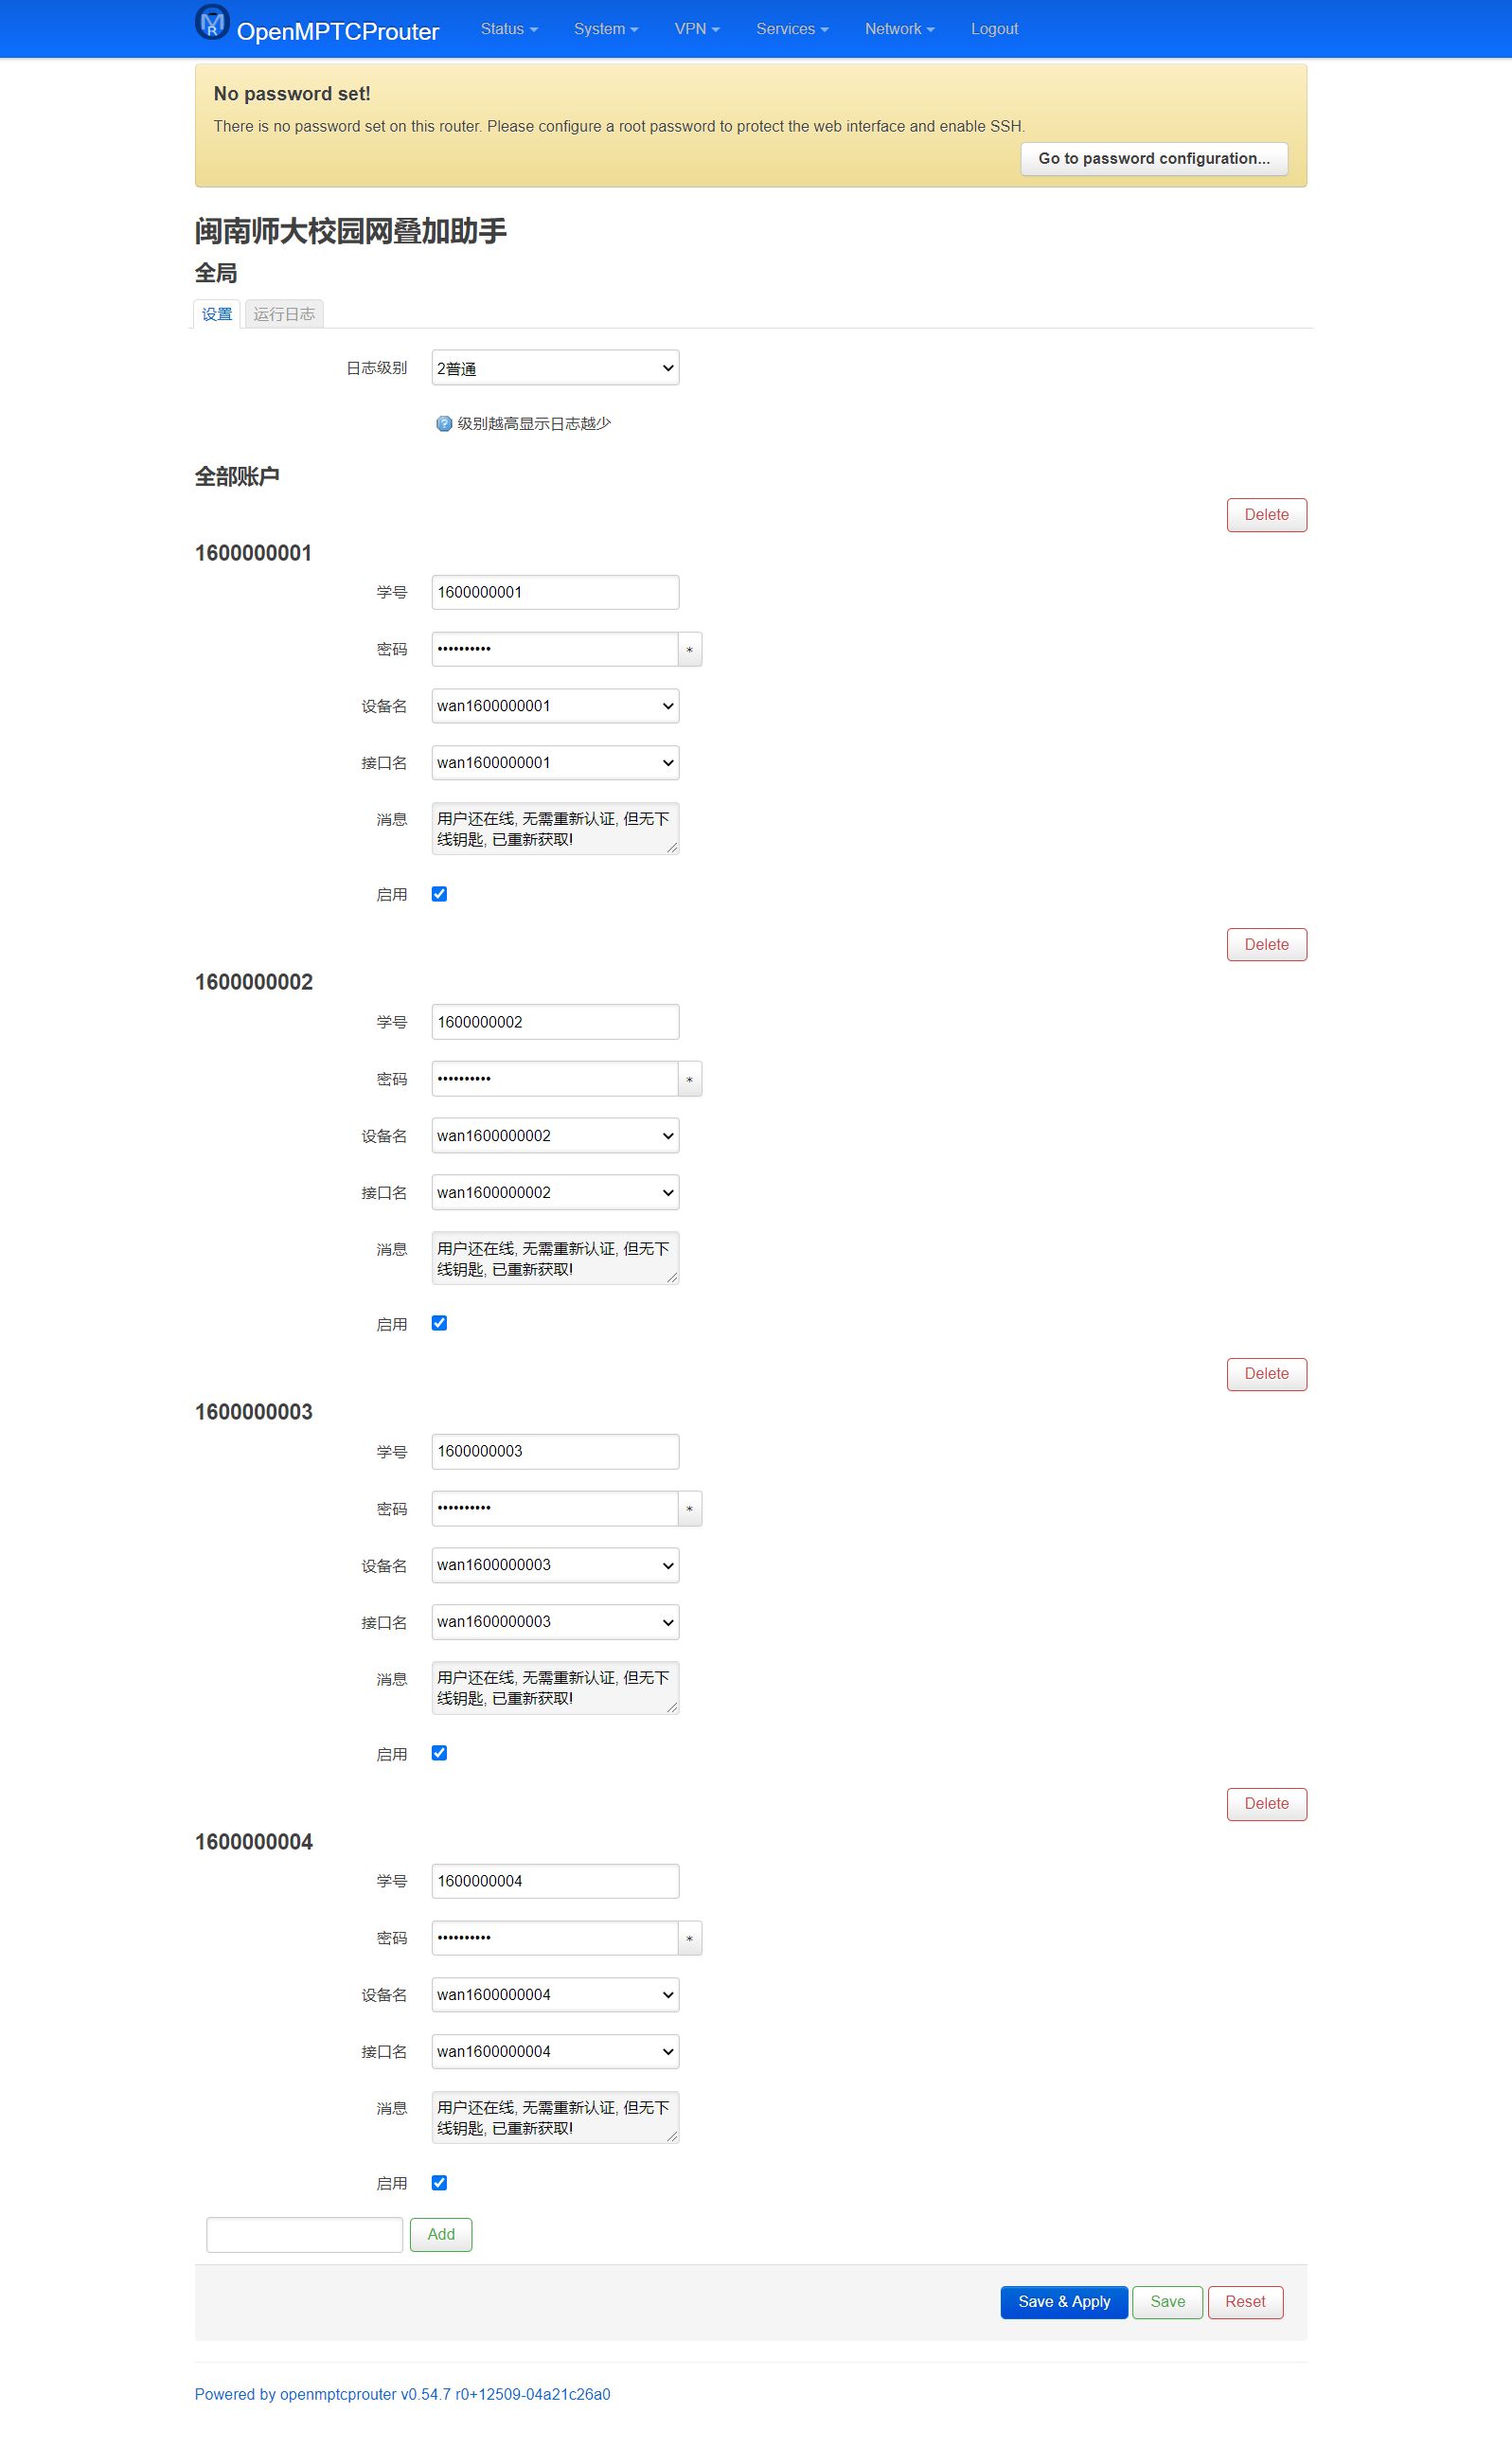 OpenMPTCProuter Status System VPN Services Network Logout
No password set!
There is no password set on this router. Please configure a root password to protect the web interface and enable SSH.
Go to password configuration...
闽南师大校园网叠加助手
全局
设置 运行日志
日志级别 2普通
级别越高显示日志越少
全部账户
Delete
1600000001
学号 1600000001
密码 •••••••••• *
设备名 wan1600000001
接口名 wan1600000001
消息 用户还在线, 无需重新认证, 但无下
线钥匙, 已重新获取!
启用
Delete
1600000002
学号 1600000002
密码 •••••••••• *
设备名 wan1600000002
接口名 wan1600000002
消息 用户还在线, 无需重新认证, 但无下
线钥匙, 已重新获取!
启用
Delete
1600000003
学号 1600000003
密码 •••••••••• *
设备名 wan1600000003
接口名 wan1600000003
消息 用户还在线, 无需重新认证, 但无下
线钥匙, 已重新获取!
启用
Delete
1600000004
学号 1600000004
密码 •••••••••• *
设备名 wan1600000004
接口名 wan1600000004
消息 用户还在线, 无需重新认证, 但无下
线钥匙, 已重新获取!
启用
Add
Save & Apply Save Reset
Powered by openmptcprouter v0.54.7 r0+12509-04a21c26a0